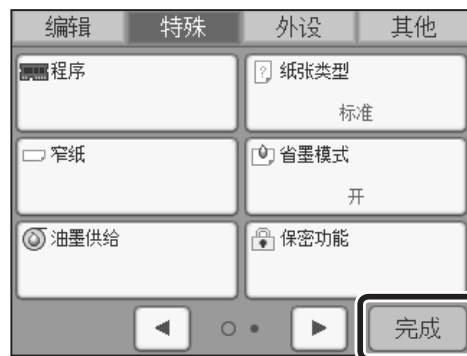 编辑 特殊 外设 其他
程序 纸张类型
标准
窄纸 省墨模式
开
油墨供给 保密功能
完成